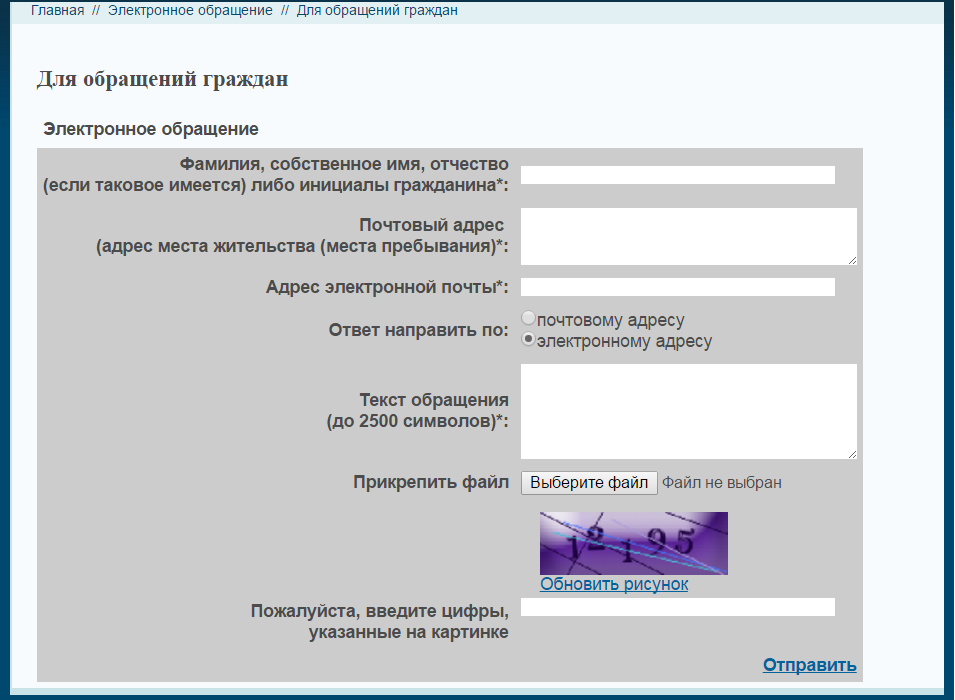 Главная // Электронное обращение // Для обращений граждан
Для обращений граждан
Электронное обращение
Фамилия, собственное имя, отчество
(если таковое имеется) либо инициалы гражданина*:
Почтовый адрес
(адрес места жительства (места пребывания)*:
Адрес электронной почты*:
Ответ направить по:
почтовому адресу
электронному адресу
Текст обращения
(до 2500 символов)*:
Прикрепить файл
Выберите файл Файл не выбран
12195
Обновить рисунок
Пожалуйста, введите цифры,
указанные на картинке
Отправить